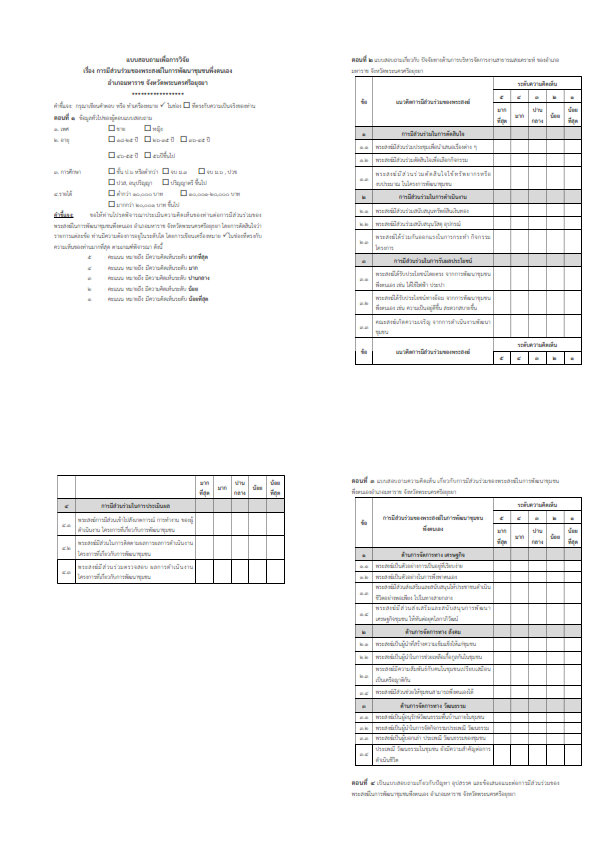 แบบสอบถามเพื่อการวิจัย
เรื่อง การมีส่วนร่วมของพระสงฆ์ในการพัฒนาชุมชนพึ่งตนเอง
อำเภอมหาราช จังหวัดพระนครศรีอยุธยา
*****************
คำชี้แจง กรุณาเขียนคำตอบ หรือ ทำเครื่องหมาย ✓ ในช่อง ☐ ที่ตรงกับความเป็นจริงของท่าน
ตอนที่ ๑ ข้อมูลทั่วไปของผู้ตอบแบบสอบถาม
๑. เพศ ☐ ชาย ☐ หญิง
๒. อายุ ☐ ๑๘-๒๕ ปี ☐ ๒๖-๓๕ ปี ☐ ๓๖-๔๕ ปี
☐ ๔๖-๕๕ ปี ☐ ๕๖ปีขึ้นไป
๓. การศึกษา ☐ ชั้น ป.๖ หรือต่ำกว่า ☐ จบ ม.๓ ☐ จบ ม.๖ , ปวช
☐ ปวส, อนุปริญญา ☐ ปริญญาตรี ขึ้นไป
๔.รายได้ ☐ ต่ำกว่า ๑๐,๐๐๐ บาท ☐ ๑๐,๐๐๑-๒๐,๐๐๐ บาท
☐ มากกว่า ๒๐,๐๐๑ บาท ขึ้นไป
คำชี้แจง ขอให้ท่านโปรดพิจารณาประเมินความคิดเห็นของท่านต่อการมีส่วนร่วมของ
พระสงฆ์ในการพัฒนาชุมชนพึ่งตนเอง อำเภอมหาราช จังหวัดพระนครศรีอยุธยา โดยการตัดสินใจว่า
รายการแต่ละข้อ ท่านมีความต้องการอยู่ในระดับใด โดยการเขียนเครื่องหมาย ✓ ในช่องที่ตรงกับ
ความเห็นของท่านมากที่สุด ตามเกณฑ์พิจารณา ดังนี้
๕ คะแนน หมายถึง มีความคิดเห็นระดับ มากที่สุด
๔ คะแนน หมายถึง มีความคิดเห็นระดับ มาก
๓ คะแนน หมายถึง มีความคิดเห็นระดับ ปานกลาง
๒ คะแนน หมายถึง มีความคิดเห็นระดับ น้อย
๑ คะแนน หมายถึง มีความคิดเห็นระดับ น้อยที่สุด
ตอนที่ ๒ แบบสอบถามเกี่ยวกับ ปัจจัยทางด้านการบริหารจัดการงานสาธารณสงเคราะห์ ของอำเภอ
มหาราช จังหวัดพระนครศรีอยุธยา
ข้อ แนวคิดการมีส่วนร่วมของพระสงฆ์ ระดับความคิดเห็น
๕ ๔ ๓ ๒ ๑
มากที่สุด มาก ปานกลาง น้อย น้อยที่สุด
๑ การมีส่วนร่วมในการตัดสินใจ
๑.๑ พระสงฆ์มีส่วนร่วมประชุมเพื่อนำเสนอเรื่องต่าง ๆ
๑.๒ พระสงฆ์มีส่วนร่วมตัดสินใจเพื่อเลือกกิจกรรม
๑.๓ พระสงฆ์มีส่วนร่วมตัดสินใจใช้ทรัพยากรหรือ
งบประมาณ ในโครงการพัฒนาชุมชน
๒ การมีส่วนร่วมในการดำเนินงาน
๒.๑ พระสงฆ์มีส่วนร่วมสนับสนุนทรัพย์สินเงินทอง
๒.๒ พระสงฆ์มีส่วนร่วมสนับสนุนวัสดุ อุปกรณ์
๒.๓ พระสงฆ์ได้ร่วมกันออกแรงในการกระทำ กิจกรรม
โครงการ
๓ การมีส่วนร่วมในการรับผลประโยชน์
๓.๑ พระสงฆ์ได้รับประโยชน์โดยตรง จากการพัฒนาชุมชน
พึ่งตนเอง เช่น ได้ใช้ไฟฟ้า ประปา
๓.๒ พระสงฆ์ได้รับประโยชน์ทางอ้อม จากการพัฒนาชุมชน
พึ่งตนเอง เช่น ความเป็นอยู่ดีขึ้น สะดวกสบายขึ้น
๓.๓ คณะสงฆ์เกิดความเจริญ จากการดำเนินงานพัฒนา
ชุมชน
ข้อ แนวคิดการมีส่วนร่วมของพระสงฆ์ ระดับความคิดเห็น
๕ ๔ ๓ ๒ ๑
มากที่สุด มาก ปานกลาง น้อย น้อยที่สุด
๔ การมีส่วนร่วมในการประเมินผล
๔.๑ พระสงฆ์มีส่วนเข้าไปสังเกตการณ์ การทำงาน ของผู้
ดำเนินงาน โครงการที่เกี่ยวกับการพัฒนาชุมชน
๔.๒ พระสงฆ์มีส่วนในการติดตามผลการผลการดำเนินงาน
โครงการที่เกี่ยวกับการพัฒนาชุมชน
๔.๓ พระสงฆ์มีส่วนร่วมตรวจสอบ ผลการดำเนินงาน
โครงการที่เกี่ยวกับการพัฒนาชุมชน
ตอนที่ ๓ แบบสอบถามความคิดเห็น เกี่ยวกับการมีส่วนร่วมของพระสงฆ์ในการพัฒนาชุมชน
พึ่งตนเองอำเภอมหาราช จังหวัดพระนครศรีอยุธยา
ข้อ การมีส่วนร่วมของพระสงฆ์ในการพัฒนาชุมชนพึ่งตนเอง ระดับความคิดเห็น
๕ ๔ ๓ ๒ ๑
มากที่สุด มาก ปานกลาง น้อย น้อยที่สุด
๑ ด้านการจัดการทาง เศรษฐกิจ
๑.๑ พระสงฆ์เป็นตัวอย่างการเป็นอยู่ที่เรียบง่าย
๑.๒ พระสงฆ์เป็นตัวอย่างในการพึ่งพาตนเอง
๑.๓ พระสงฆ์มีส่วนส่งเสริมและสนับสนุนให้ประชาชนดำเนิน
ชีวิตอย่างพอเพียง ไปในทางสายกลาง
๑.๔ พระสงฆ์มีส่วนส่งเสริมและสนับสนุนการพัฒนา
เศรษฐกิจชุมชน ให้ทันต่อยุคโลกาภิวัฒน์
๒ ด้านการจัดการทาง สังคม
๒.๑ พระสงฆ์เป็นผู้นำที่สร้างความเข้มแข็งให้แก่ชุมชน
๒.๒ พระสงฆ์เป็นผู้นำในการช่วยเหลือเกื้อกูลกันในชุมชน
๒.๓ พระสงฆ์มีความสัมพันธ์กับคนในชุมชนเปรียบเสมือน
เป็นเครือญาติกัน
๓.๔ พระสงฆ์มีส่วนช่วยให้ชุมชนสามารถพึ่งตนเองได้
๓ ด้านการจัดการทาง วัฒนธรรม
๓.๑ พระสงฆ์เป็นผู้อนุรักษ์วัฒนธรรมพื้นบ้านภายในชุมชน
๓.๒ พระสงฆ์เป็นผู้นำในการจัดกิจกรรมประเพณี วัฒนธรรม
๓.๓ พระสงฆ์เป็นผู้บอกเล่า ประเพณี วัฒนธรรมของชุมชน
๓.๔ ประเพณี วัฒนธรรมในชุมชน ยังมีความสำคัญต่อการ
ดำเนินชีวิต
ตอนที่ ๔ เป็นแบบสอบถามเกี่ยวกับปัญหา อุปสรรค และข้อเสนอแนะต่อการมีส่วนร่วมของ
พระสงฆ์ในการพัฒนาชุมชนพึ่งตนเอง อำเภอมหาราช จังหวัดพระนครศรีอยุธยา